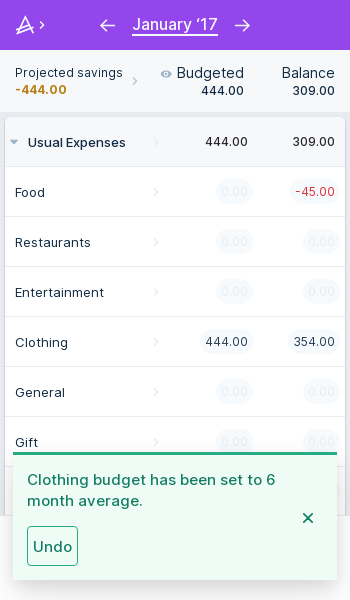 January ‘17
Projected savings
-444.00
Budgeted
444.00
Balance
309.00
Usual Expenses 444.00 309.00
Food 0.00 -45.00
Restaurants 0.00 0.00
Entertainment 0.00 0.00
Clothing 444.00 354.00
General 0.00 0.00
Gift 0.00 0.00
Clothing budget has been set to 6
month average.
Undo